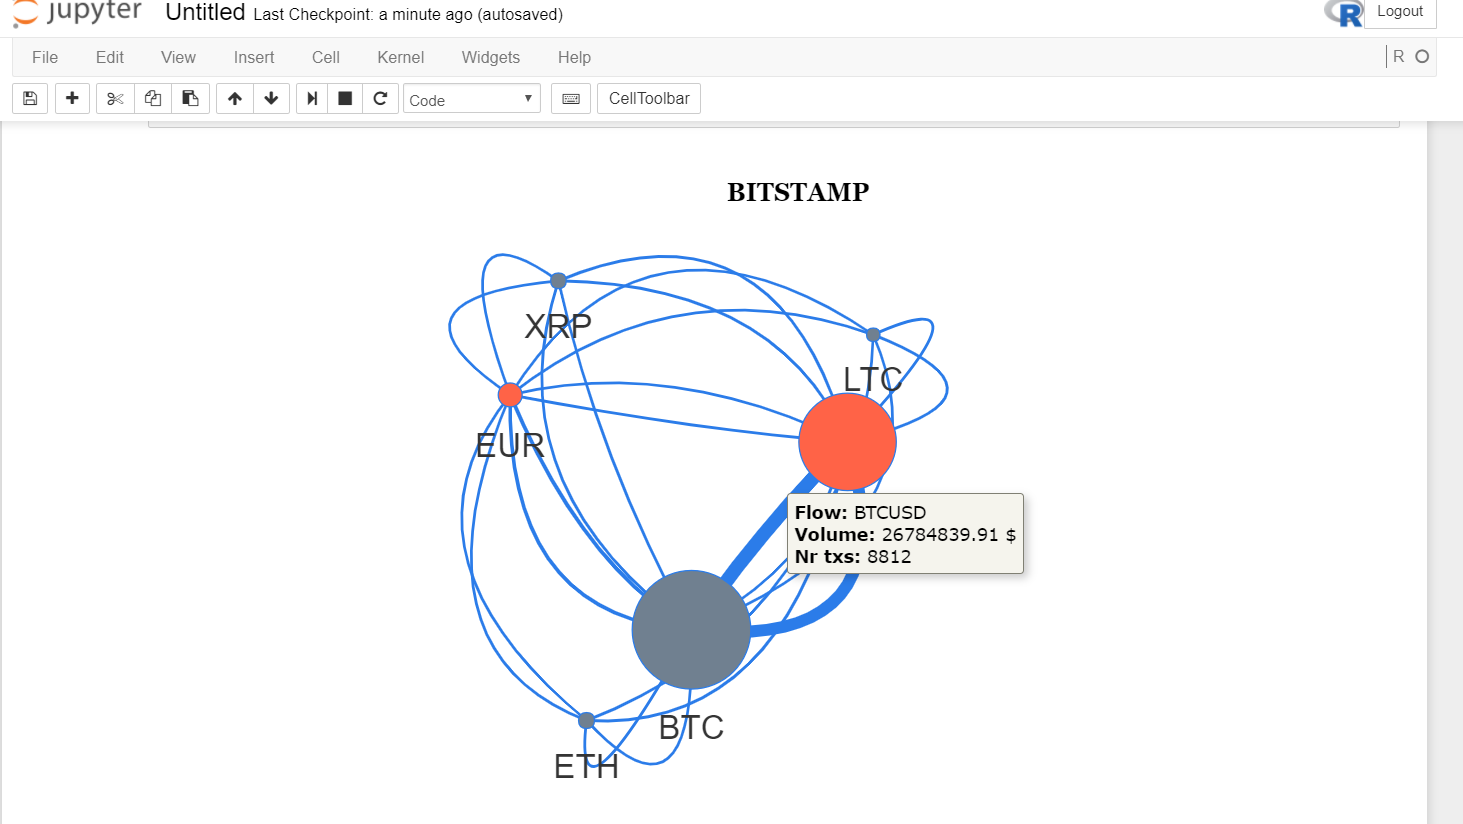 jupyter Untitled Last Checkpoint: a minute ago (autosaved) R Logout
File Edit View Insert Cell Kernel Widgets Help R
Code CellToolbar
BITSTAMP
XRP
LTC
EUR
Flow: BTCUSD
Volume: 26784839.91 $
Nr txs: 8812
BTC
ETH